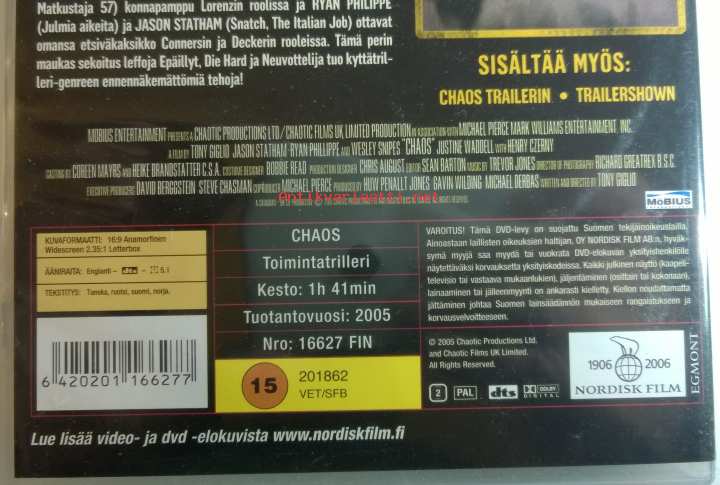 Matkustaja 57) konnapamppu Lorenzin roolissa ja RYAN PHILIPPE
(Julmia aikeita) ja JASON STATHAM (Snatch, The Italian Job) ottavat
omansa etsiväkaksikko Connersin ja Deckerin rooleissa. Tämä perin
maukas sekoitus leffoja Epäillyt, Die Hard ja Neuvottelija tuo kyttätril-
leri-genreen ennennäkemättömiä tehoja!
SISÄLTÄÄ MYÖS:
CHAOS TRAILERIN • TRAILERSHOWN
MOBIUS ENTERTAINMENT PRESENTS A CHAOTIC PRODUCTIONS LTD / CHAOTIC FILMS UK, LIMITED PRODUCTION IN ASSOCIATION WITH MICHAEL PIERCE MARK WILLIAMS ENTERTAINMENT, INC.
A FILM BY TONY GIGLIO JASON STATHAM RYAN PHILLIPPE AND WESLEY SNIPES "CHAOS" JUSTINE WADDELL WITH HENRY CZERNY
CASTING BY COREEN MAYRS AND HEIKE BRANDSTATTER C.S.A. COSTUME DESIGNER BOBBIE READ PRODUCTION DESIGNER CHRIS AUGUST EDITOR SEAN BARTON MUSIC BY TREVOR JONES DIRECTOR OF PHOTOGRAPHY RICHARD GREATREX B.S.C.
EXECUTIVE PRODUCERS DAVID BERGSTEIN STEVE CHASMAN MICHAEL PIERCE PRODUCED BY HUW PENALLT JONES GAVIN WILDING MICHAEL DERBAS WRITTEN AND DIRECTED BY TONY GIGLIO
Antikvariaatti.net
MOBIUS
KUVAFORMAATTI: 16:9 Anamorfinen
Widescreen 2.35:1 Letterbox
ÄÄNIRAITA: Englanti - dts - 5.1
TEKSTITYS: Tanska, ruotsi, suomi, norja.
6 420201 166277
CHAOS
Toimintatrilleri
Kesto: 1h 41min
Tuotantovuosi: 2005
Nro: 16627 FIN
15
201862
VET/SFB
VAROITUS! Tämä DVD-levy on suojattu Suomen tekijänoikeuslailla.
Ainoastaan laillisten oikeuksien haltijan, OY NORDISK FILM AB:n, hyväk-
symä myyjä saa myydä tai vuokrata DVD-elokuvan yksityishenkilölle
näytettäväksi korvauksetta yksityiskodeissa. Kaikki julkinen näyttö (kaapeli-
televisio tai vastaava mukaanlukien), jäljentäminen (osittain tai kokonaan),
lainaaminen tai jälleenmyynti on ankarasti kielletty. Kiellon noudattamatta
jättäminen johtaa Suomen lainsäädännön mukaiseen rangaistukseen ja
korvausvelvoitteeseen.
© 2005 Chaotic Productions Ltd.
and Chaotic Films UK Limited.
All Rights Reserved.
2 PAL dts DOLBY DIGITAL
1906 2006
NORDISK FILM
EGMONT
Lue lisää video- ja dvd -elokuvista www.nordiskfilm.fi